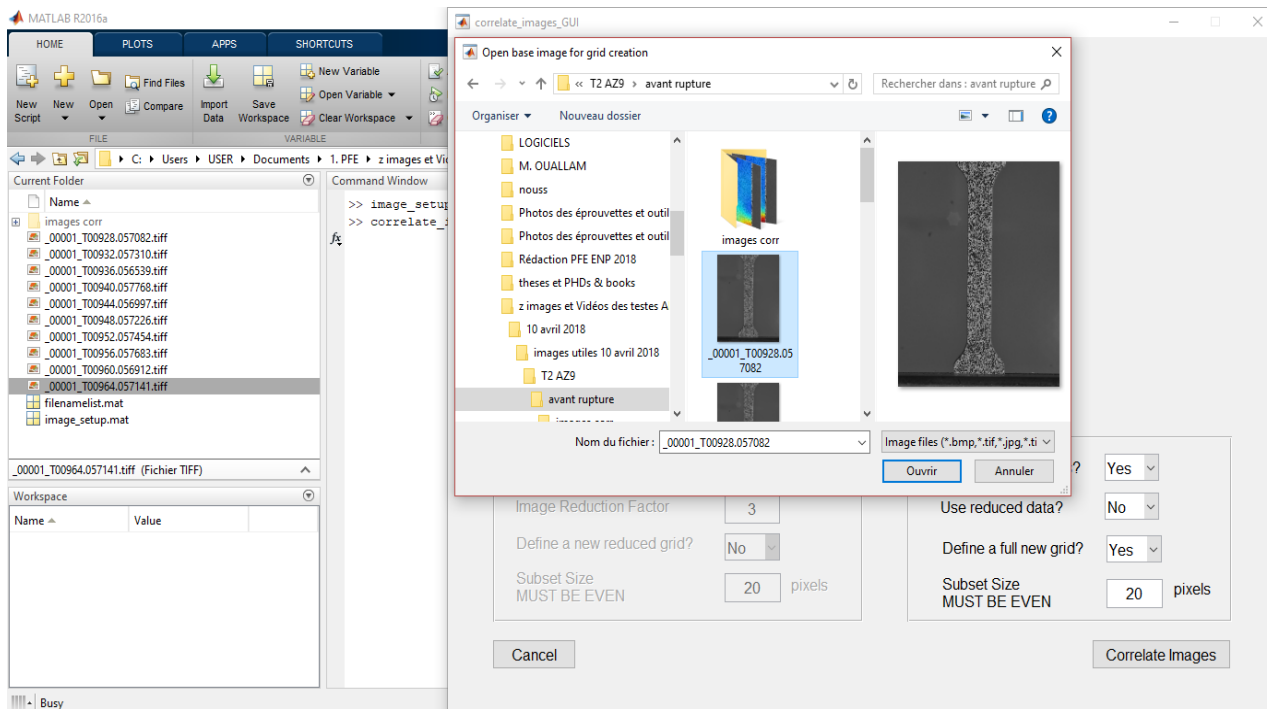 MATLAB R2016a
HOME PLOTS APPS SHORTCUTS
New Script
New
Open
Find Files
Compare
Import Data
Save Workspace
New Variable
Open Variable
Clear Workspace
FILE
VARIABLE
C: Users USER Documents 1. PFE z images et Vi
Current Folder
Name
images corr
_00001_T00928.057082.tiff
_00001_T00932.057310.tiff
_00001_T00936.056539.tiff
_00001_T00940.057768.tiff
_00001_T00944.056997.tiff
_00001_T00948.057226.tiff
_00001_T00952.057454.tiff
_00001_T00956.057683.tiff
_00001_T00960.056912.tiff
_00001_T00964.057141.tiff
filenamelist.mat
image_setup.mat
_00001_T00964.057141.tiff (Fichier TIFF)
Workspace
Name Value
Busy
Command Window
>> image_setup
>> correlate_
fx
correlate_images_GUI
Open base image for grid creation
« T2 AZ9 › avant rupture
Rechercher dans : avant rupture
Organiser
Nouveau dossier
LOGICIELS
M. OUALLAM
nouss
Photos des éprouvettes et outil
Photos des éprouvettes et outil
Rédaction PFE ENP 2018
theses et PHDs & books
z images et Vidéos des testes A
10 avril 2018
images utiles 10 avril 2018
T2 AZ9
avant rupture
images corr
images corr
_00001_T00928.05
7082
Nom du fichier : _00001_T00928.057082
Image files (*.bmp,*.tif,*.jpg,*.ti
Ouvrir
Annuler
Image Reduction Factor 3
Define a new reduced grid? No
Subset Size
MUST BE EVEN 20 pixels
? Yes
Use reduced data? No
Define a full new grid? Yes
Subset Size
MUST BE EVEN 20 pixels
Cancel
Correlate Images